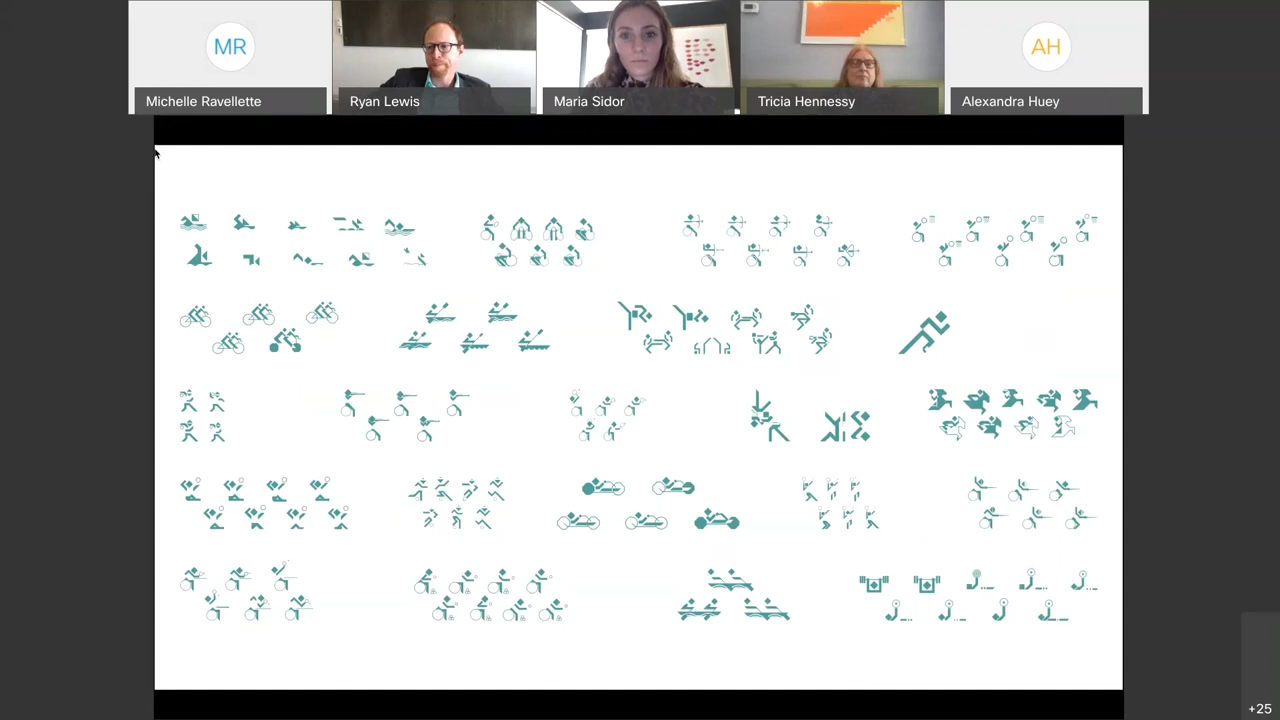 MR
Michelle Ravellette
Ryan Lewis
Maria Sidor
Tricia Hennessy
AH
Alexandra Huey
+25